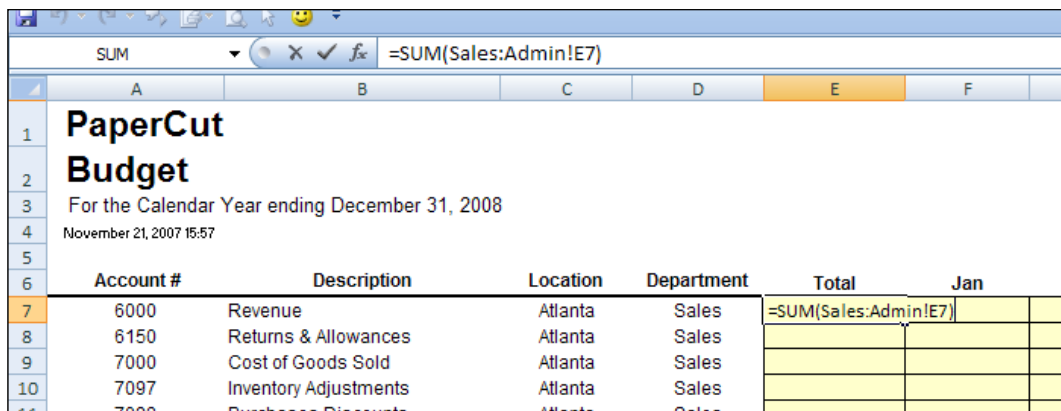 SUM fx =SUM(Sales:Admin!E7)
A B C D E F
1 PaperCut
2 Budget
3 For the Calendar Year ending December 31, 2008
4 November 21, 2007 15:57
5
6 Account # Description Location Department Total Jan
7 6000 Revenue Atlanta Sales =SUM(Sales:Admin!E7)
8 6150 Returns & Allowances Atlanta Sales
9 7000 Cost of Goods Sold Atlanta Sales
10 7097 Inventory Adjustments Atlanta Sales